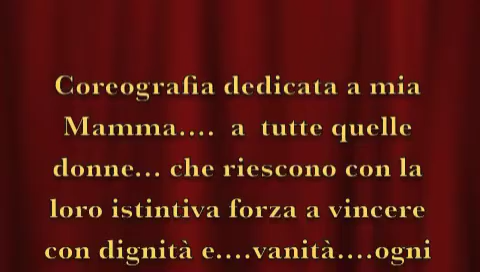 Coreografia dedicata a mia
Mamma.... a tutte quelle
donne... che riescono con la
loro istintiva forza a vincere
con dignità e....vanità....ogni